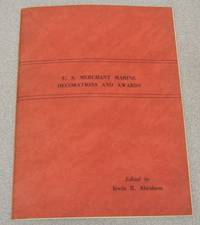 U. S. MERCHANT MARINE
DECORATIONS AND AWARDS
Edited by
Irwin H. Abraham